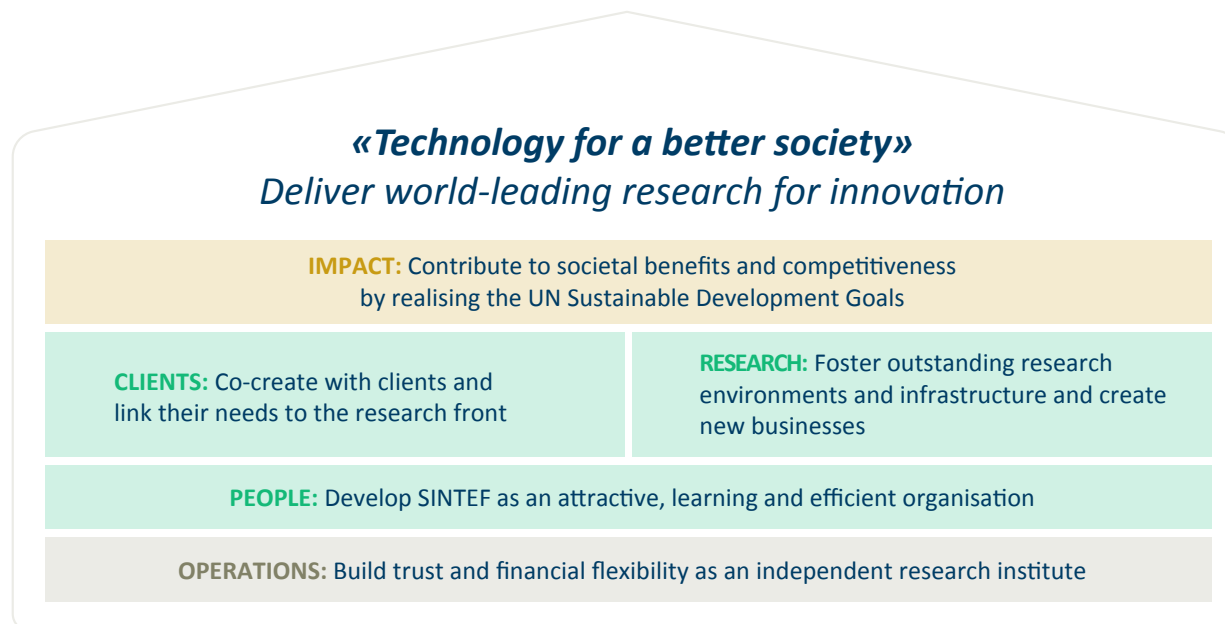 «Technology for a better society»
Deliver world-leading research for innovation
IMPACT: Contribute to societal benefits and competitiveness
by realising the UN Sustainable Development Goals
CLIENTS: Co-create with clients and
link their needs to the research front
RESEARCH: Foster outstanding research
environments and infrastructure and create
new businesses
PEOPLE: Develop SINTEF as an attractive, learning and efficient organisation
OPERATIONS: Build trust and financial flexibility as an independent research institute